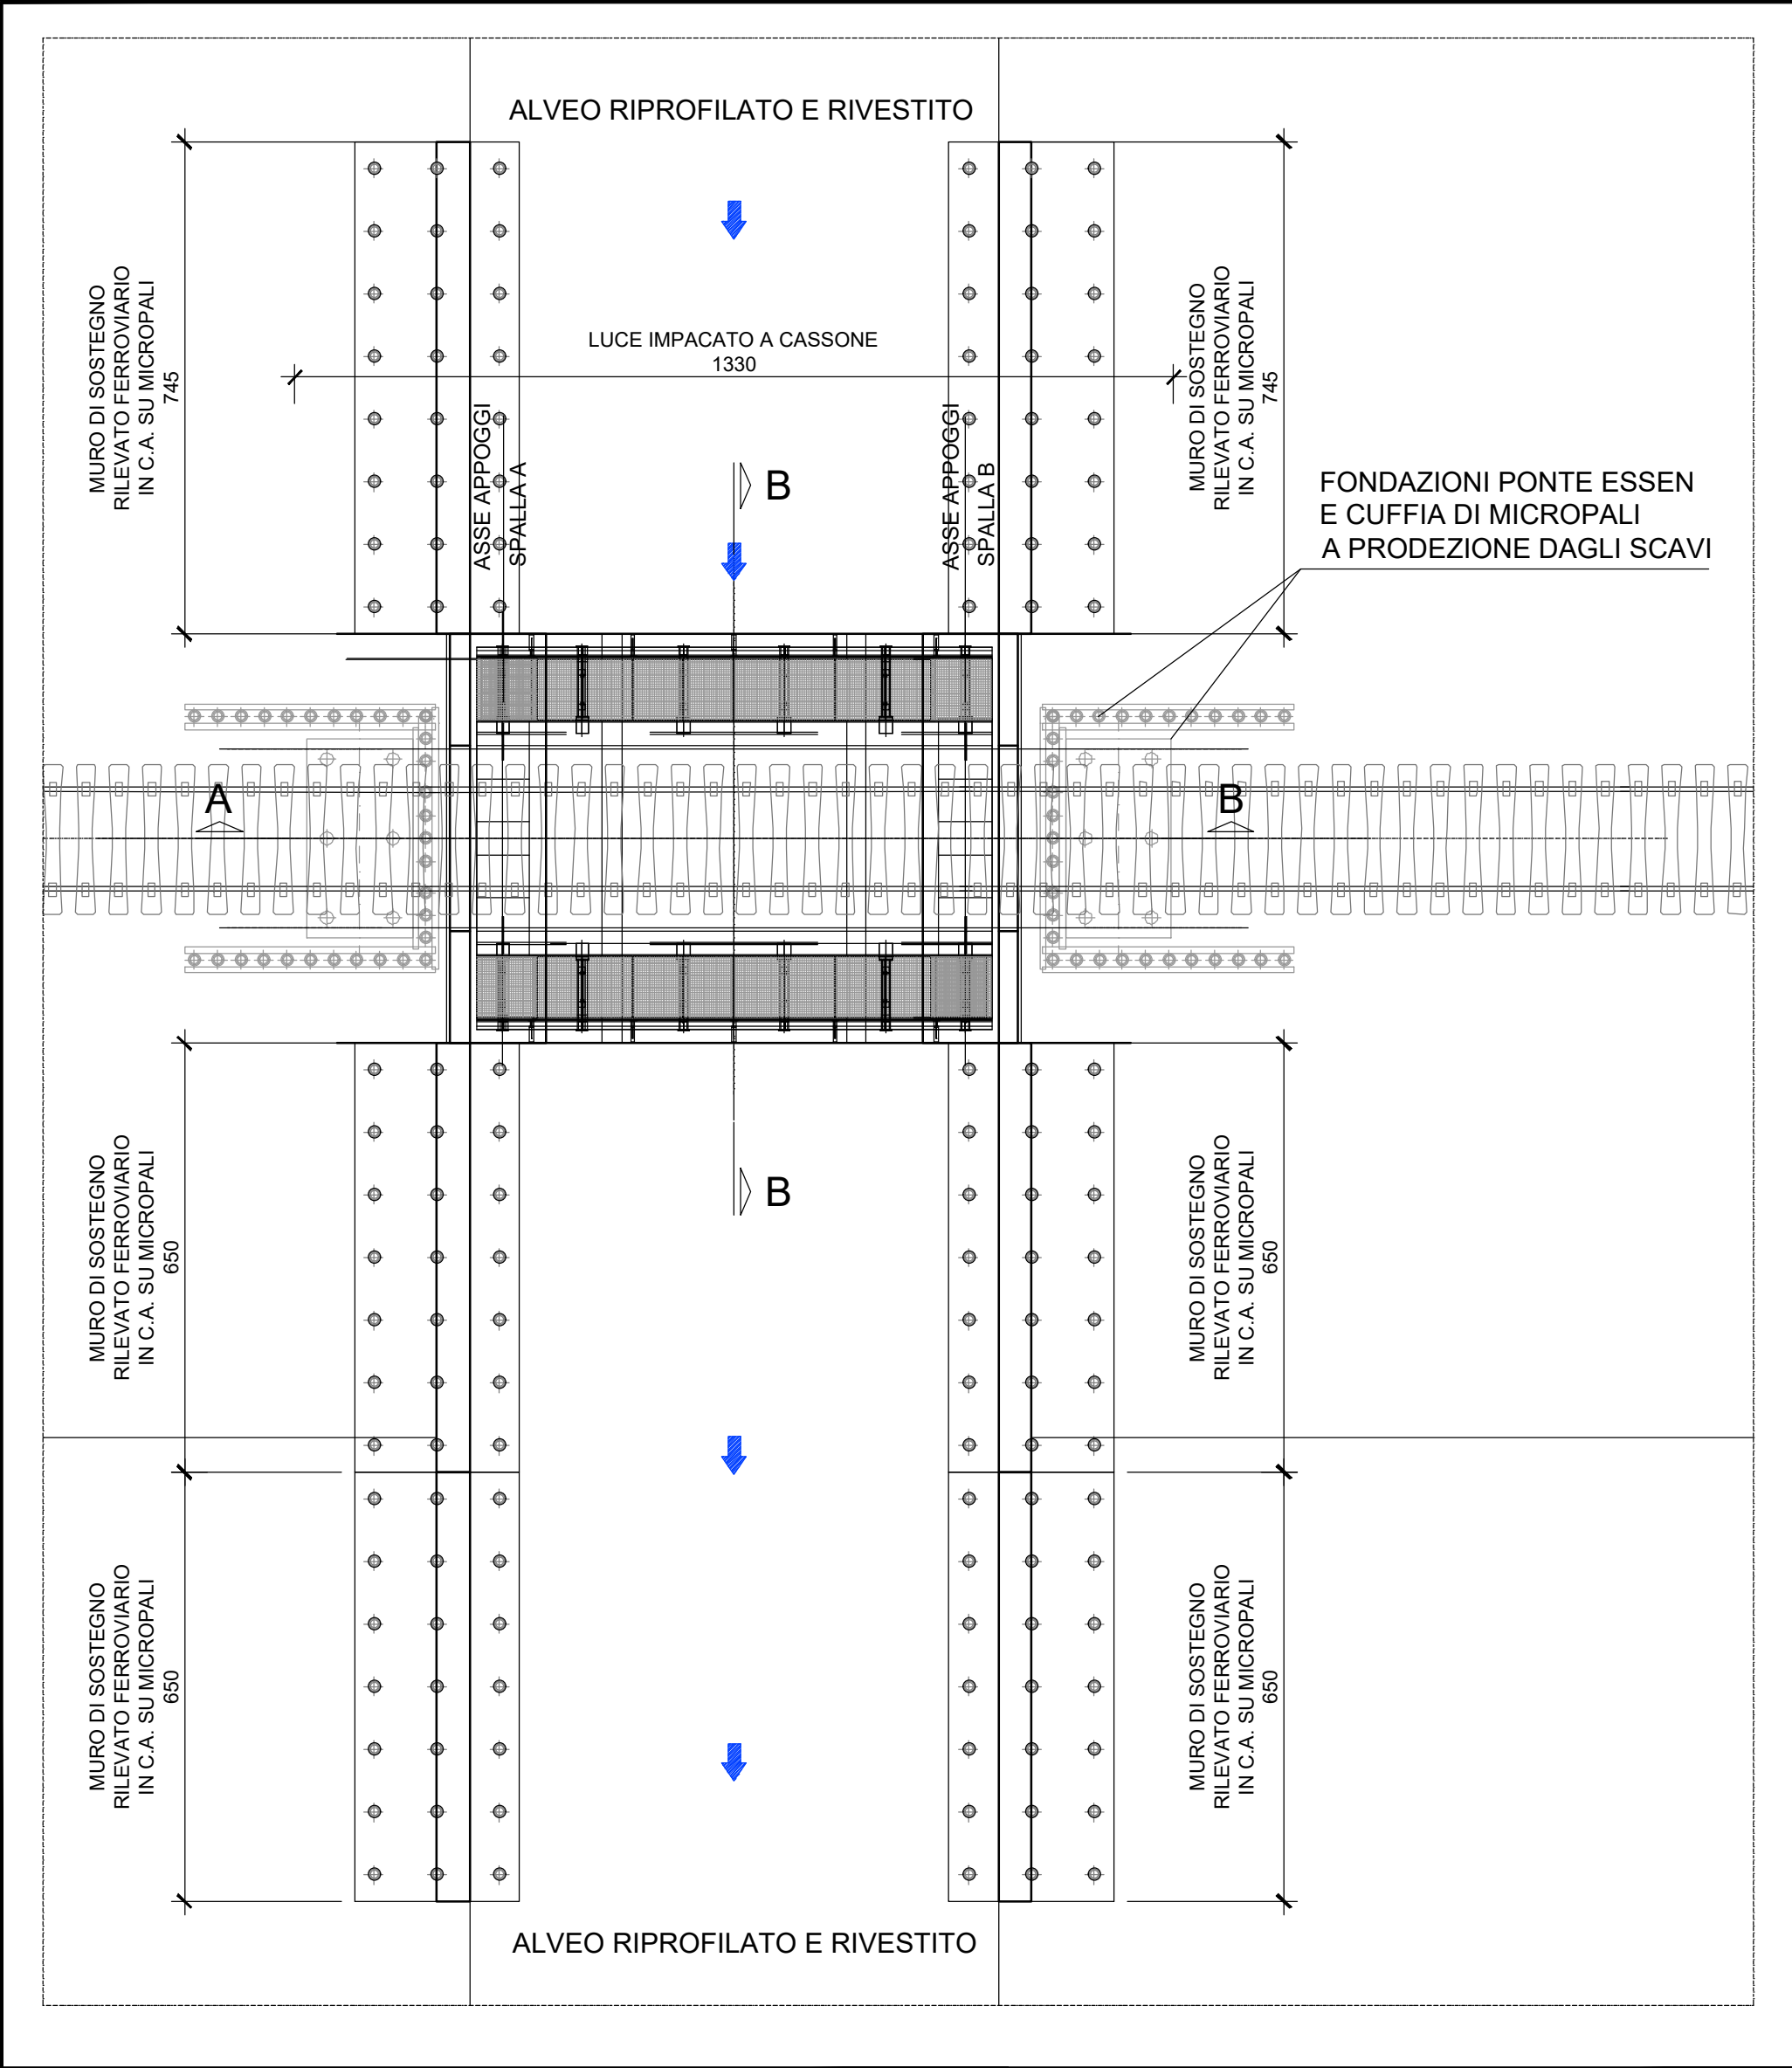 ALVEO RIPROFILATO E RIVESTITO
MURO DI SOSTEGNO
RILEVATO FERROVIARIO
IN C.A. SU MICROPALI
745
LUCE IMPACATO A CASSONE
1330
MURO DI SOSTEGNO
RILEVATO FERROVIARIO
IN C.A. SU MICROPALI
745
ASSE APPOGGI
SPALLA A
B
ASSE APPOGGI
SPALLA B
FONDAZIONI PONTE ESSEN
E CUFFIA DI MICROPALI
A PRODEZIONE DAGLI SCAVI
A
B
MURO DI SOSTEGNO
RILEVATO FERROVIARIO
IN C.A. SU MICROPALI
650
B
MURO DI SOSTEGNO
RILEVATO FERROVIARIO
IN C.A. SU MICROPALI
650
MURO DI SOSTEGNO
RILEVATO FERROVIARIO
IN C.A. SU MICROPALI
650
MURO DI SOSTEGNO
RILEVATO FERROVIARIO
IN C.A. SU MICROPALI
650
ALVEO RIPROFILATO E RIVESTITO